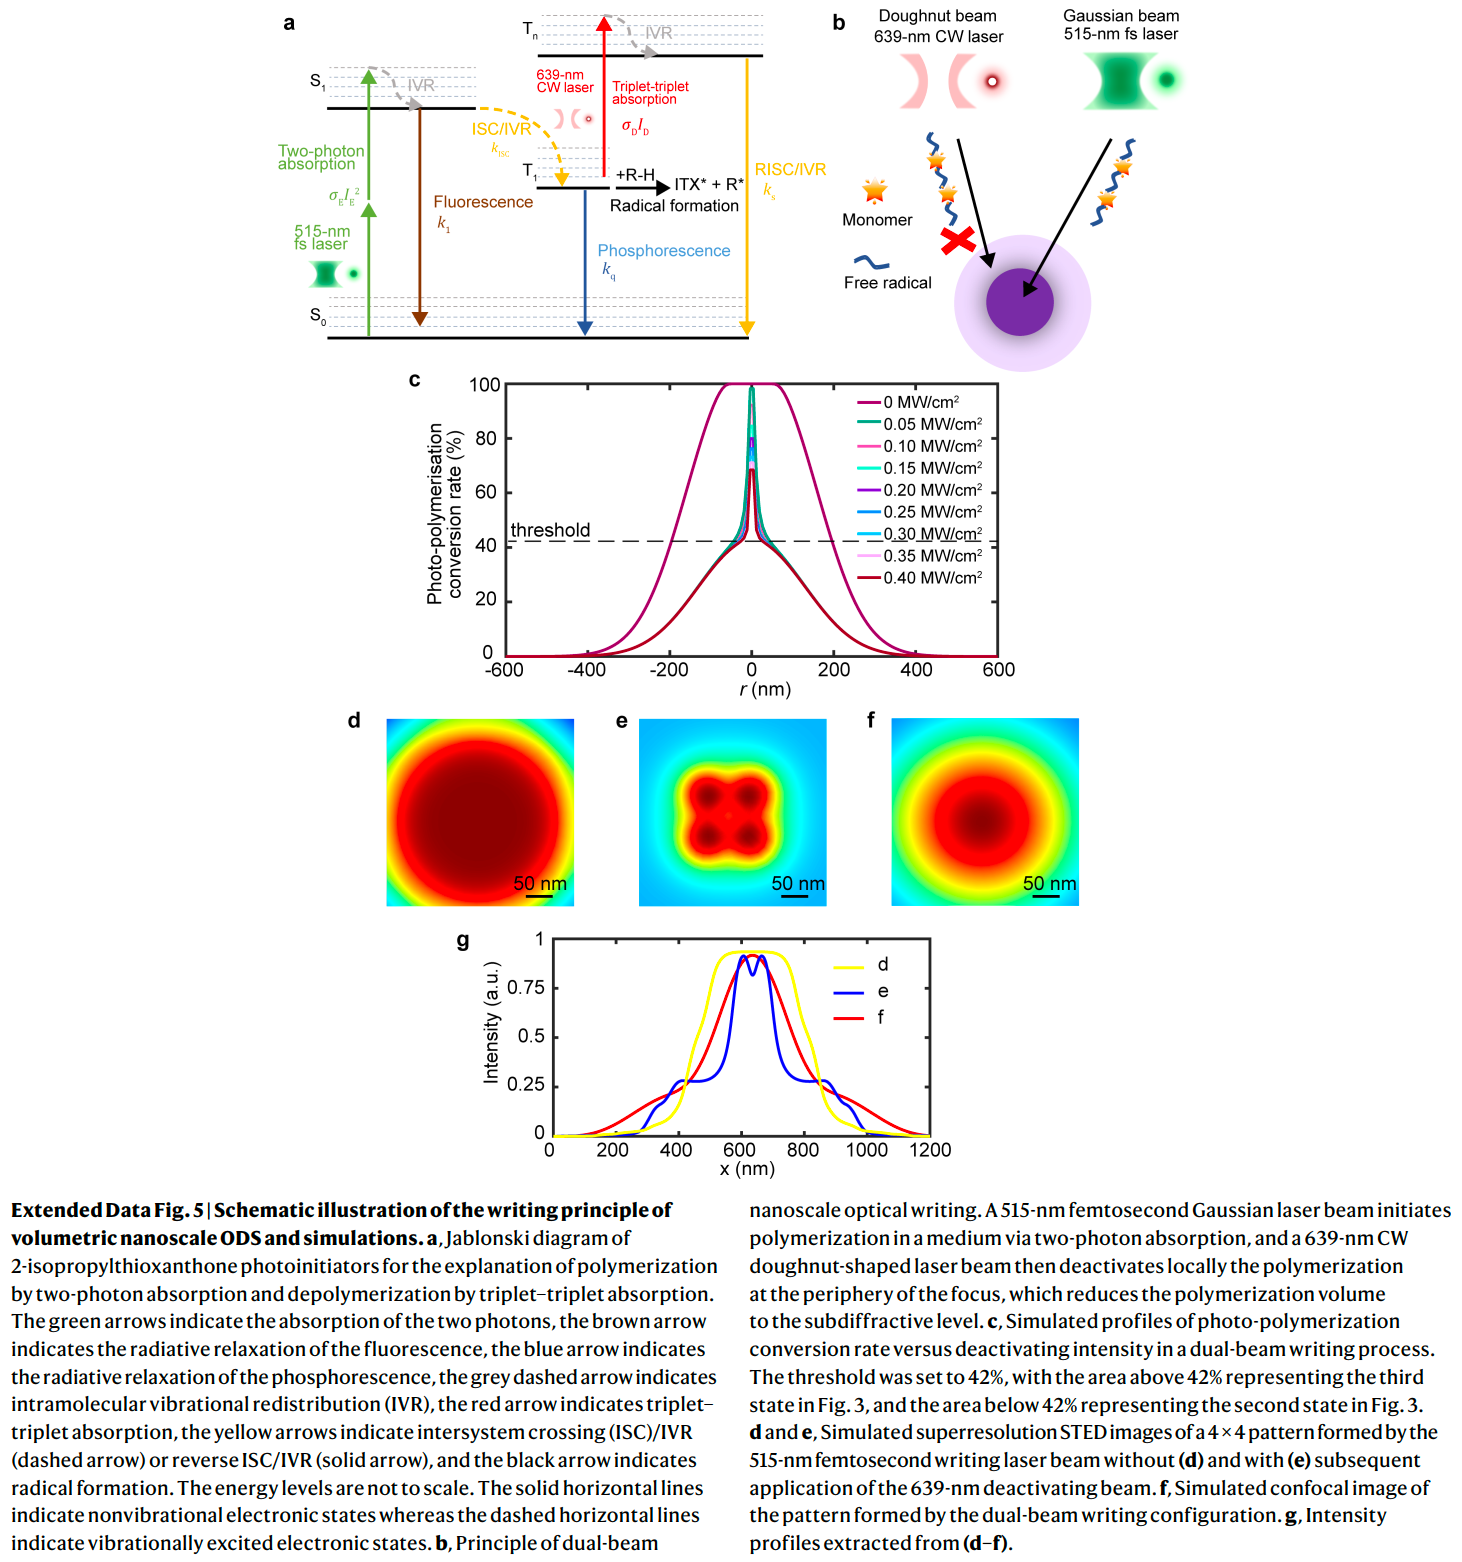 a
Tn
IVR
S1
IVR
639-nm
CW laser
Triplet-triplet
absorption
σDID
ISC/IVR
kISC
Two-photon
absorption
σEIE2
T1
+R-H
ITX* + R*
Radical formation
RISC/IVR
ks
Fluorescence
k1
515-nm
fs laser
Phosphorescence
kq
S0
b
Doughnut beam
639-nm CW laser
Gaussian beam
515-nm fs laser
Monomer
Free radical
c
Photo-polymerisation
conversion rate (%)
100
80
60
40
20
0
threshold
0 MW/cm2
0.05 MW/cm2
0.10 MW/cm2
0.15 MW/cm2
0.20 MW/cm2
0.25 MW/cm2
0.30 MW/cm2
0.35 MW/cm2
0.40 MW/cm2
-600 -400 -200 0 200 400 600
r (nm)
d
50 nm
e
50 nm
f
50 nm
g
Intensity (a.u.)
1
0.75
0.5
0.25
0
d
e
f
0 200 400 600 800 1000 1200
x (nm)
Extended Data Fig. 5 | Schematic illustration of the writing principle of
volumetric nanoscale ODS and simulations. a, Jablonski diagram of
2-isopropylthioxanthone photoinitiators for the explanation of polymerization
by two-photon absorption and depolymerization by triplet–triplet absorption.
The green arrows indicate the absorption of the two photons, the brown arrow
indicates the radiative relaxation of the fluorescence, the blue arrow indicates
the radiative relaxation of the phosphorescence, the grey dashed arrow indicates
intramolecular vibrational redistribution (IVR), the red arrow indicates triplet–
triplet absorption, the yellow arrows indicate intersystem crossing (ISC)/IVR
(dashed arrow) or reverse ISC/IVR (solid arrow), and the black arrow indicates
radical formation. The energy levels are not to scale. The solid horizontal lines
indicate nonvibrational electronic states whereas the dashed horizontal lines
indicate vibrationally excited electronic states. b, Principle of dual-beam
nanoscale optical writing. A 515-nm femtosecond Gaussian laser beam initiates
polymerization in a medium via two-photon absorption, and a 639-nm CW
doughnut-shaped laser beam then deactivates locally the polymerization
at the periphery of the focus, which reduces the polymerization volume
to the subdiffractive level. c, Simulated profiles of photo-polymerization
conversion rate versus deactivating intensity in a dual-beam writing process.
The threshold was set to 42%, with the area above 42% representing the third
state in Fig. 3, and the area below 42% representing the second state in Fig. 3.
d and e, Simulated superresolution STED images of a 4 × 4 pattern formed by the
515-nm femtosecond writing laser beam without (d) and with (e) subsequent
application of the 639-nm deactivating beam. f, Simulated confocal image of
the pattern formed by the dual-beam writing configuration. g, Intensity
profiles extracted from (d–f).